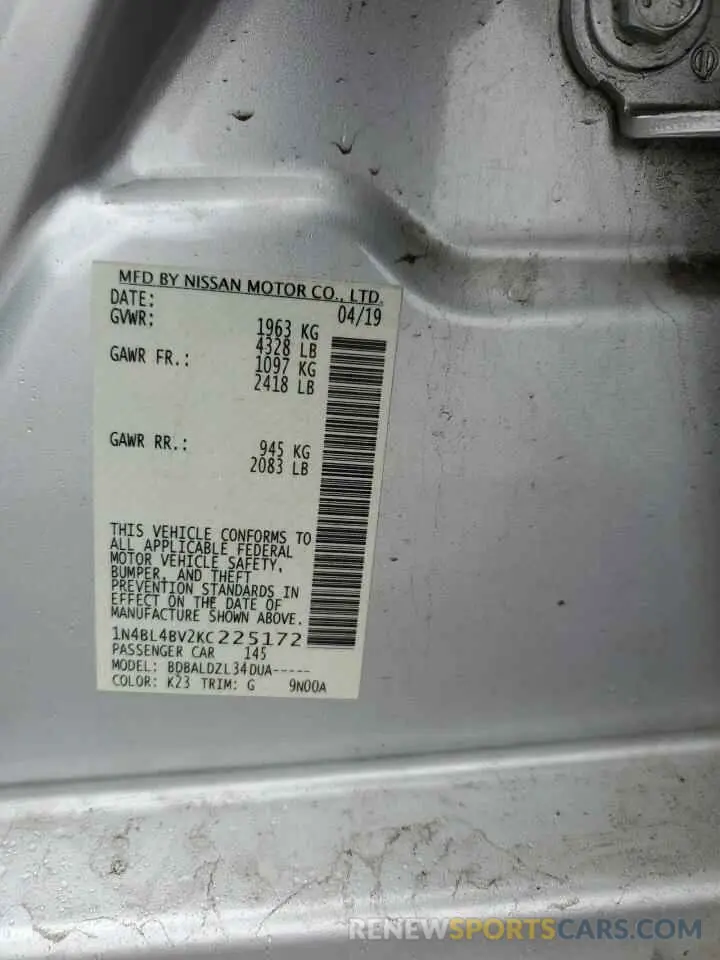 MFD BY NISSAN MOTOR CO., LTD.
DATE: 04/19
GVWR: 1963 KG
4328 LB
GAWR FR.: 1097 KG
2418 LB
GAWR RR.: 945 KG
2083 LB
THIS VEHICLE CONFORMS TO
ALL APPLICABLE FEDERAL
MOTOR VEHICLE SAFETY,
BUMPER, AND THEFT
PREVENTION STANDARDS IN
EFFECT ON THE DATE OF
MANUFACTURE SHOWN ABOVE.
1N4BL4BV2KC225172
PASSENGER CAR 145
MODEL: BDBALDZL34DUA-----
COLOR: K23 TRIM: G 9N00A
RENEWSALVAGECARS.COM